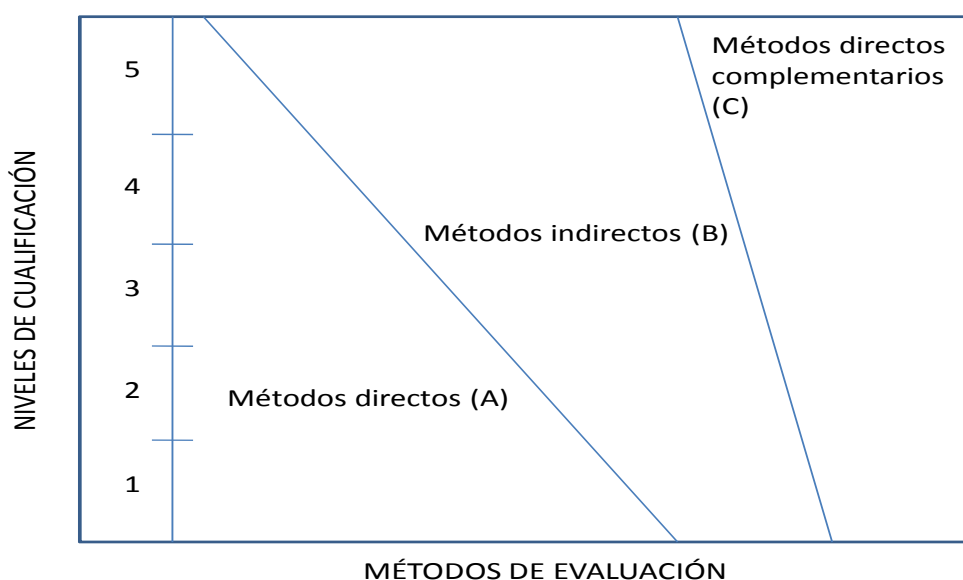 Métodos directos
complementarios
(C)
5
4
Métodos indirectos (B)
3
2
Métodos directos (A)
1
NIVELES DE CUALIFICACIÓN
MÉTODOS DE EVALUACIÓN